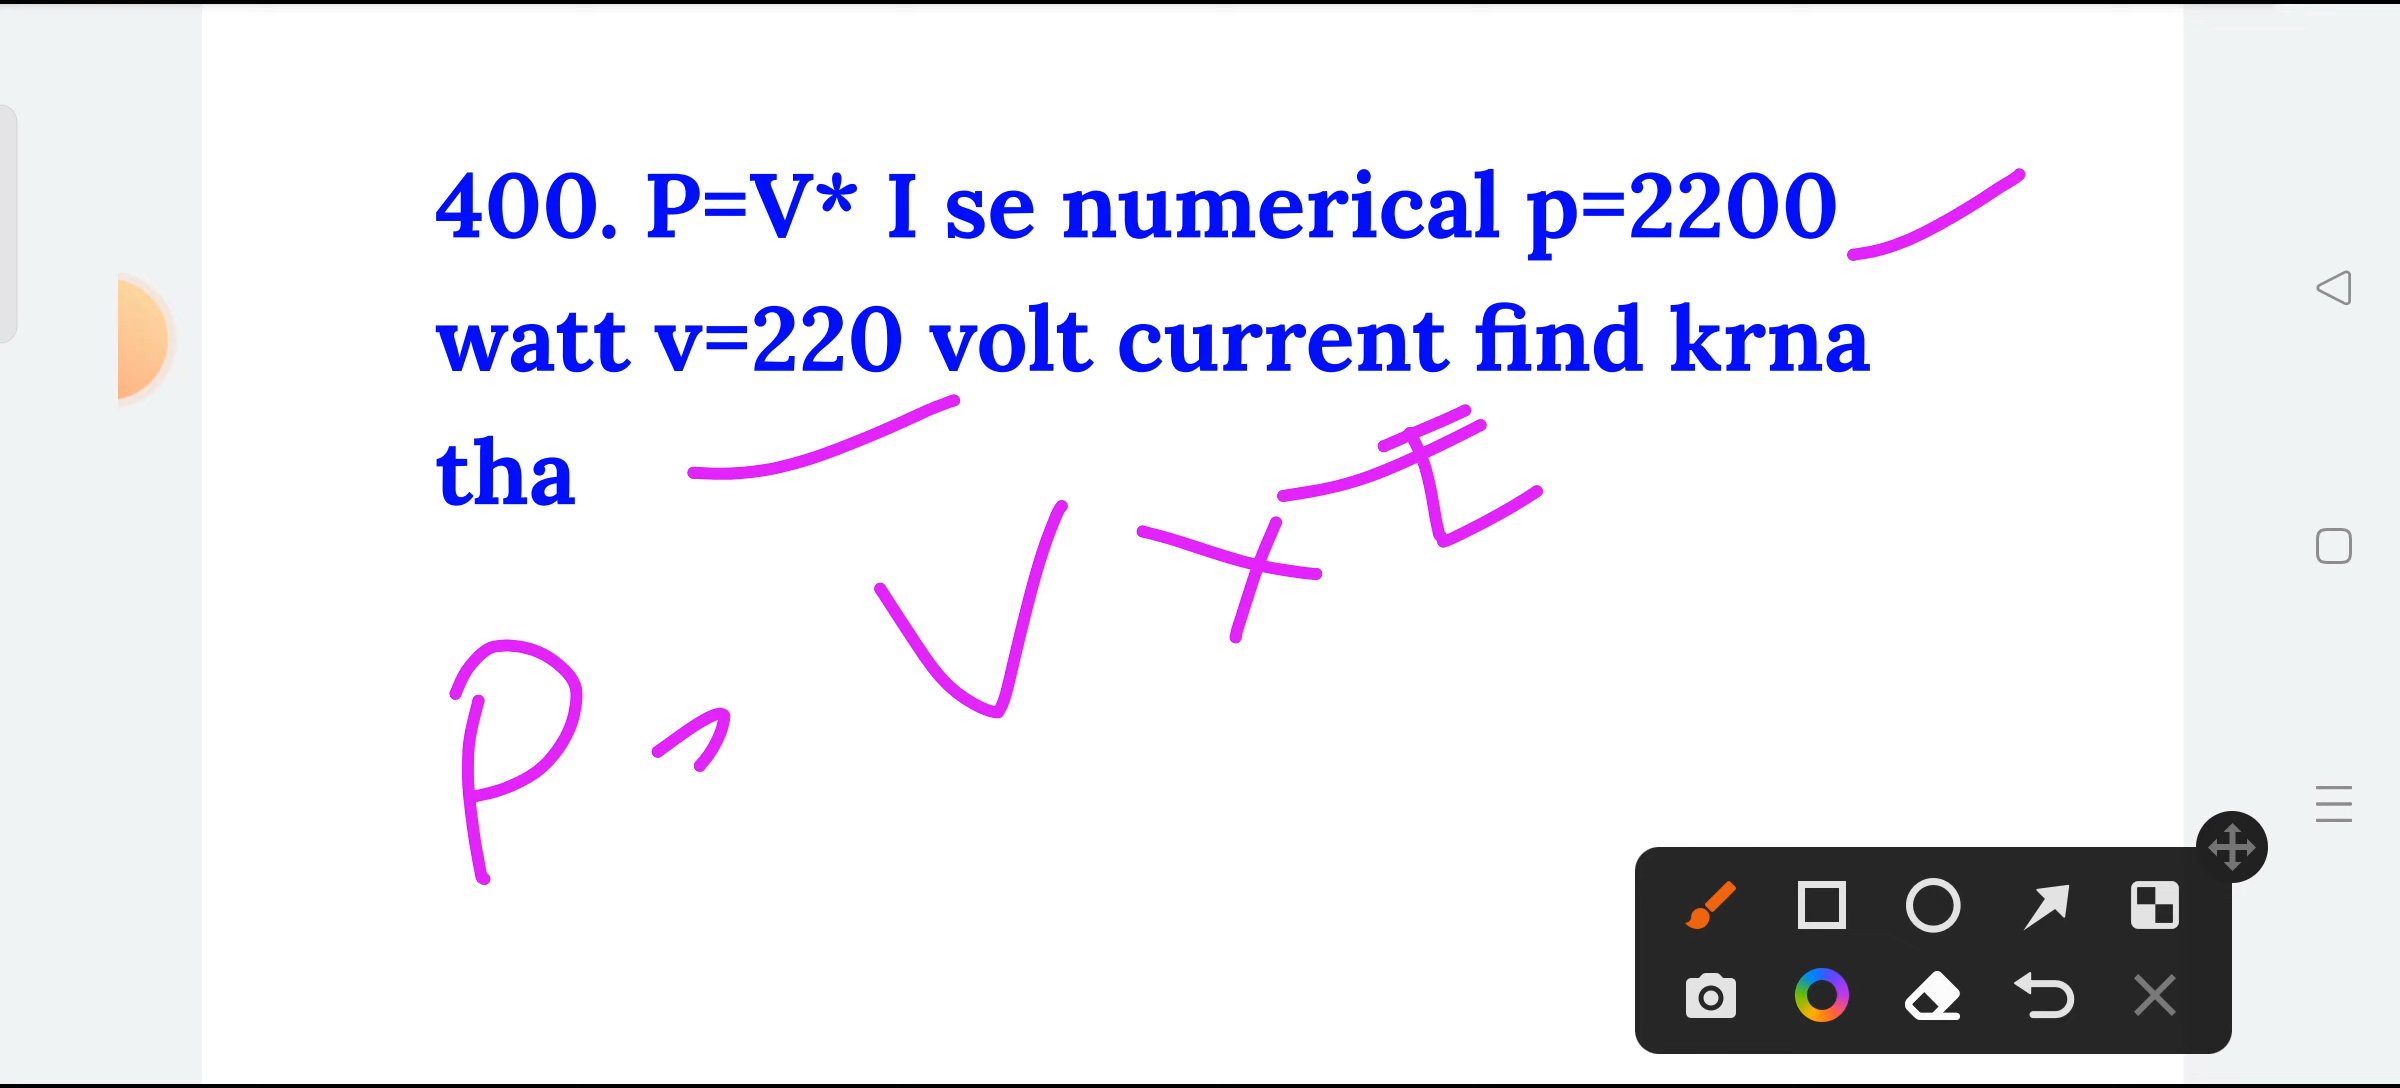 400. P=V* I se numerical p=2200
watt v=220 volt current find krna
tha
P = V × I